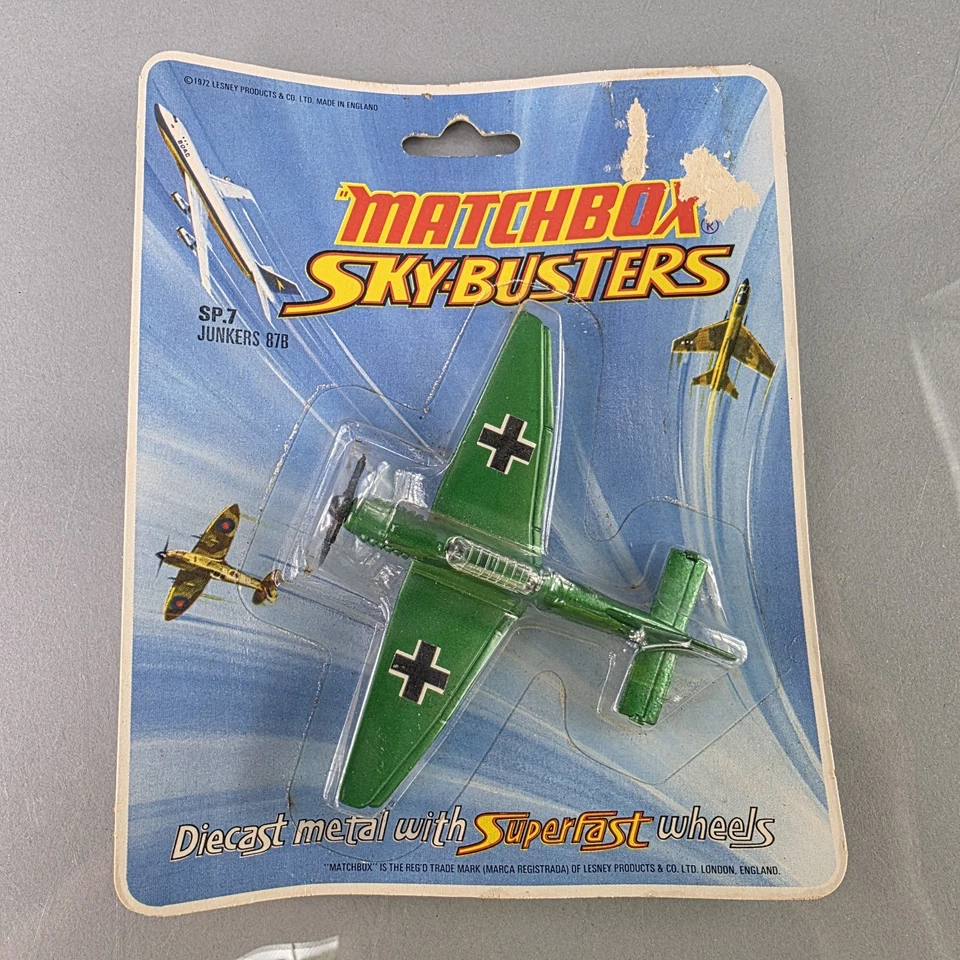 ©1972 LESNEY PRODUCTS & CO. LTD. MADE IN ENGLAND
BOAC
"MATCHBOX
SKY-BUSTERS
SP.7
JUNKERS 87B
Diecast metal with SuperFast wheels
"MATCHBOX" IS THE REG'D TRADE MARK (MARCA REGISTRADA) OF LESNEY PRODUCTS & CO. LTD. LONDON, ENGLAND.